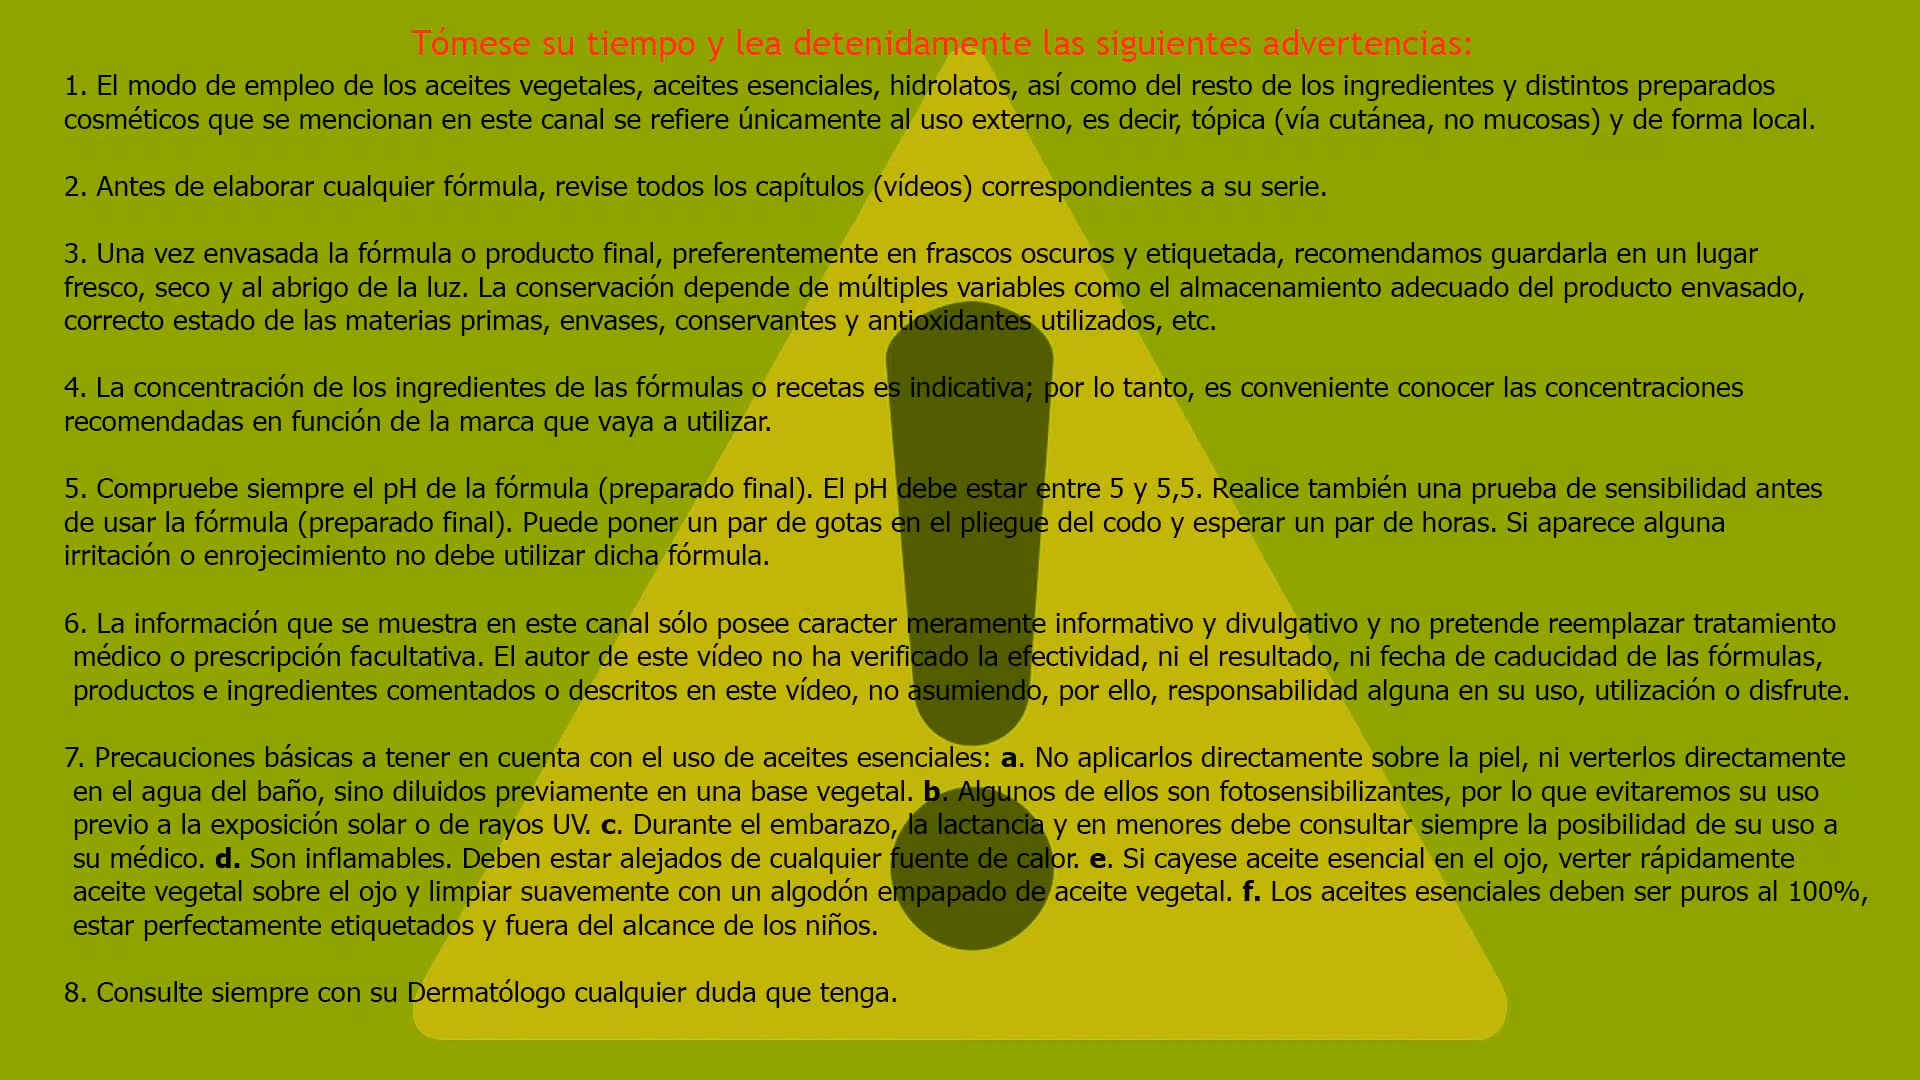 Tómese su tiempo y lea detenidamente las siguientes advertencias:
1. El modo de empleo de los aceites vegetales, aceites esenciales, hidrolatos, así como del resto de los ingredientes y distintos preparados
cosméticos que se mencionan en este canal se refiere únicamente al uso externo, es decir, tópica (vía cutánea, no mucosas) y de forma local.
2. Antes de elaborar cualquier fórmula, revise todos los capítulos (vídeos) correspondientes a su serie.
3. Una vez envasada la fórmula o producto final, preferentemente en frascos oscuros y etiquetada, recomendamos guardarla en un lugar
fresco, seco y al abrigo de la luz. La conservación depende de múltiples variables como el almacenamiento adecuado del producto envasado,
correcto estado de las materias primas, envases, conservantes y antioxidantes utilizados, etc.
4. La concentración de los ingredientes de las fórmulas o recetas es indicativa; por lo tanto, es conveniente conocer las concentraciones
recomendadas en función de la marca que vaya a utilizar.
5. Compruebe siempre el pH de la fórmula (preparado final). El pH debe estar entre 5 y 5,5. Realice también una prueba de sensibilidad antes
de usar la fórmula (preparado final). Puede poner un par de gotas en el pliegue del codo y esperar un par de horas. Si aparece alguna
irritación o enrojecimiento no debe utilizar dicha fórmula.
6. La información que se muestra en este canal sólo posee caracter meramente informativo y divulgativo y no pretende reemplazar tratamiento
médico o prescripción facultativa. El autor de este vídeo no ha verificado la efectividad, ni el resultado, ni fecha de caducidad de las fórmulas,
productos e ingredientes comentados o descritos en este vídeo, no asumiendo, por ello, responsabilidad alguna en su uso, utilización o disfrute.
7. Precauciones básicas a tener en cuenta con el uso de aceites esenciales: a. No aplicarlos directamente sobre la piel, ni verterlos directamente
en el agua del baño, sino diluidos previamente en una base vegetal. b. Algunos de ellos son fotosensibilizantes, por lo que evitaremos su uso
previo a la exposición solar o de rayos UV. c. Durante el embarazo, la lactancia y en menores debe consultar siempre la posibilidad de su uso a
su médico. d. Son inflamables. Deben estar alejados de cualquier fuente de calor. e. Si cayese aceite esencial en el ojo, verter rápidamente
aceite vegetal sobre el ojo y limpiar suavemente con un algodón empapado de aceite vegetal. f. Los aceites esenciales deben ser puros al 100%,
estar perfectamente etiquetados y fuera del alcance de los niños.
8. Consulte siempre con su Dermatólogo cualquier duda que tenga.